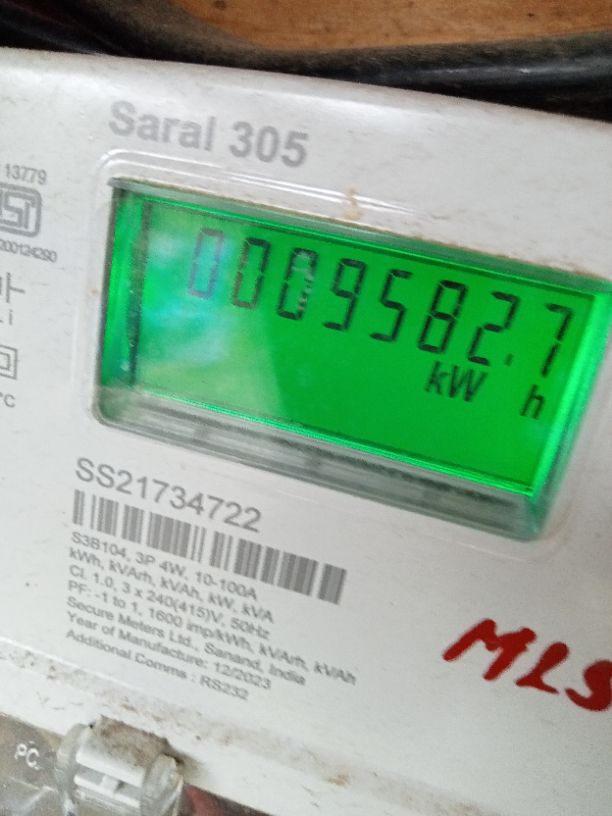 Saral 305
13779
200124290
0009582.7
kW h
°C
SS21734722
S3B104, 3P 4W, 10-100A
kWh, kVArh, kVAh, kW, kVA
Cl. 1.0, 3 x 240(415)V, 50Hz
PF: -1 to 1, 1600 imp/kWh, kVArh, kVAh
Secure Meters Ltd., Sanand, India
Year of Manufacture: 12/2023
Additional Comms : RS232
MLS
PC